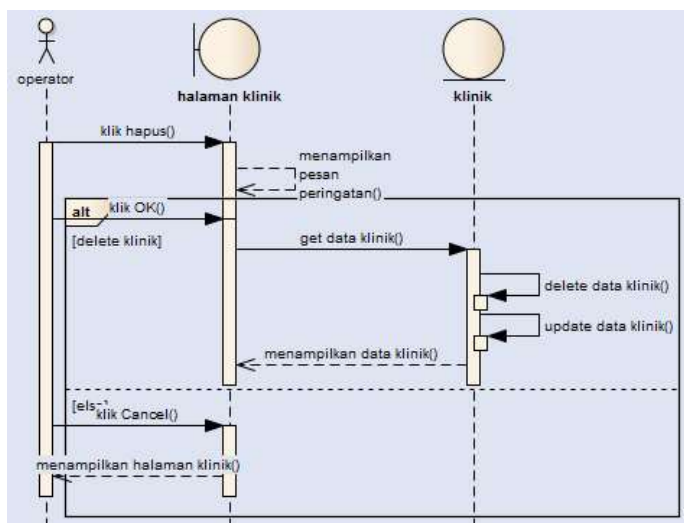 operator
halaman klinik
klinik
klik hapus()
menampilkan
pesan
peringatan()
alt
klik OK()
[delete klinik]
get data klinik()
delete data klinik()
update data klinik()
menampilkan data klinik()
klik Cancel()
menampilkan halaman klinik()